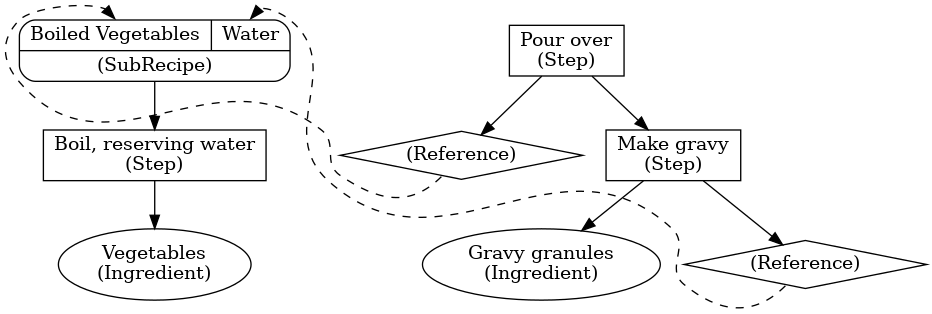 Boiled Vegetables Water
(SubRecipe)
Pour over
(Step)
Boil, reserving water
(Step)
(Reference)
Make gravy
(Step)
Vegetables
(Ingredient)
Gravy granules
(Ingredient)
(Reference)